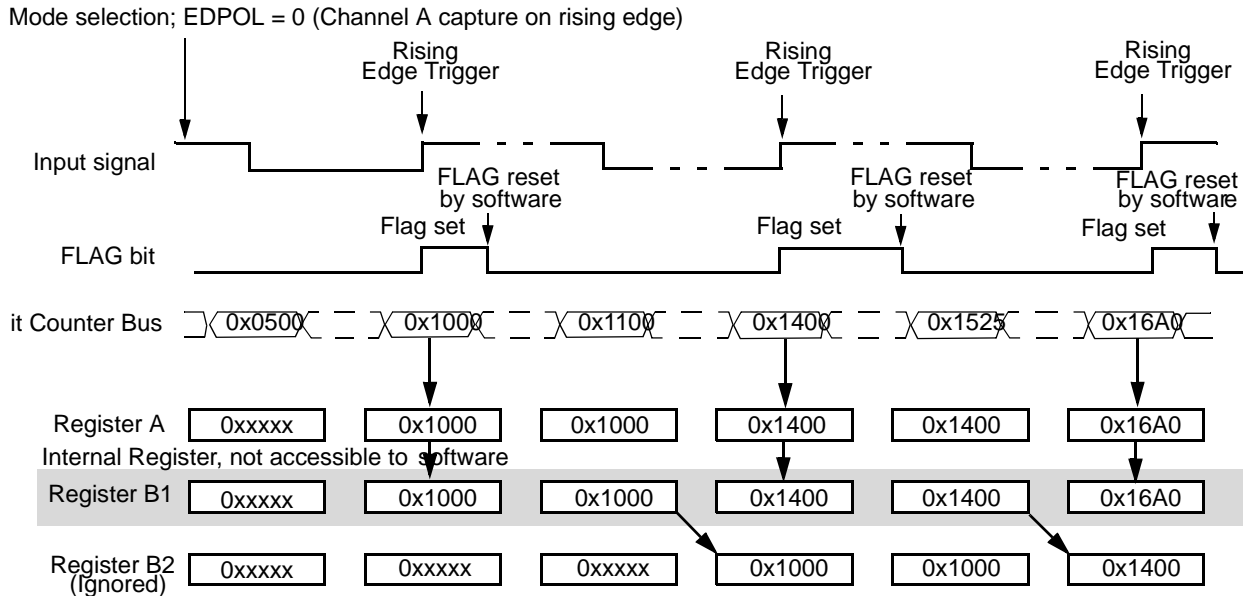 Mode selection; EDPOL = 0 (Channel A capture on rising edge)
Rising
Edge Trigger
Rising
Edge Trigger
Rising
Edge Trigger
Input signal
FLAG reset
by software
FLAG reset
by software
FLAG reset
by software
Flag set
Flag set
Flag set
FLAG bit
it Counter Bus 0x0500 0x1000 0x1100 0x1400 0x1525 0x16A0
Register A 0xxxxx 0x1000 0x1000 0x1400 0x1400 0x16A0
Internal Register, not accessible to software
Register B1 0xxxxx 0x1000 0x1000 0x1400 0x1400 0x16A0
Register B2 0xxxxx 0xxxxx 0xxxxx 0x1000 0x1000 0x1400
(Ignored)